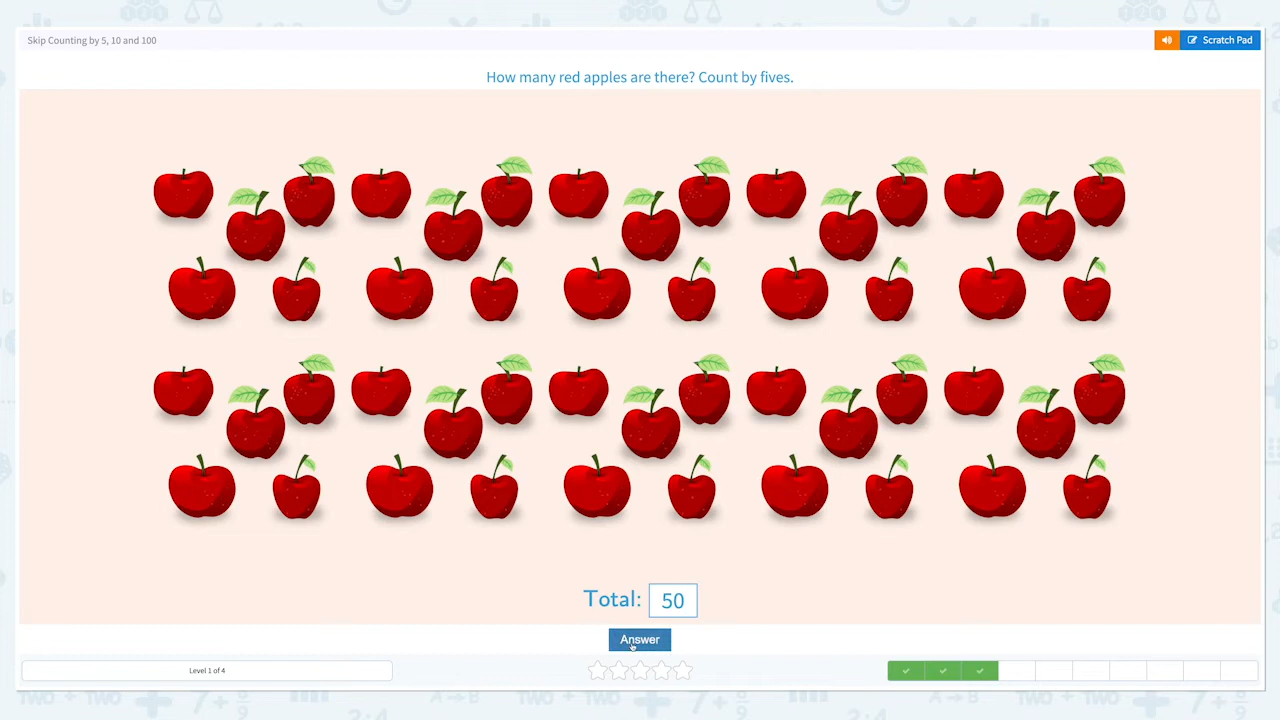 Skip Counting by 5, 10 and 100
Scratch Pad
How many red apples are there? Count by fives.
Total: 50
Answer
Level 1 of 4